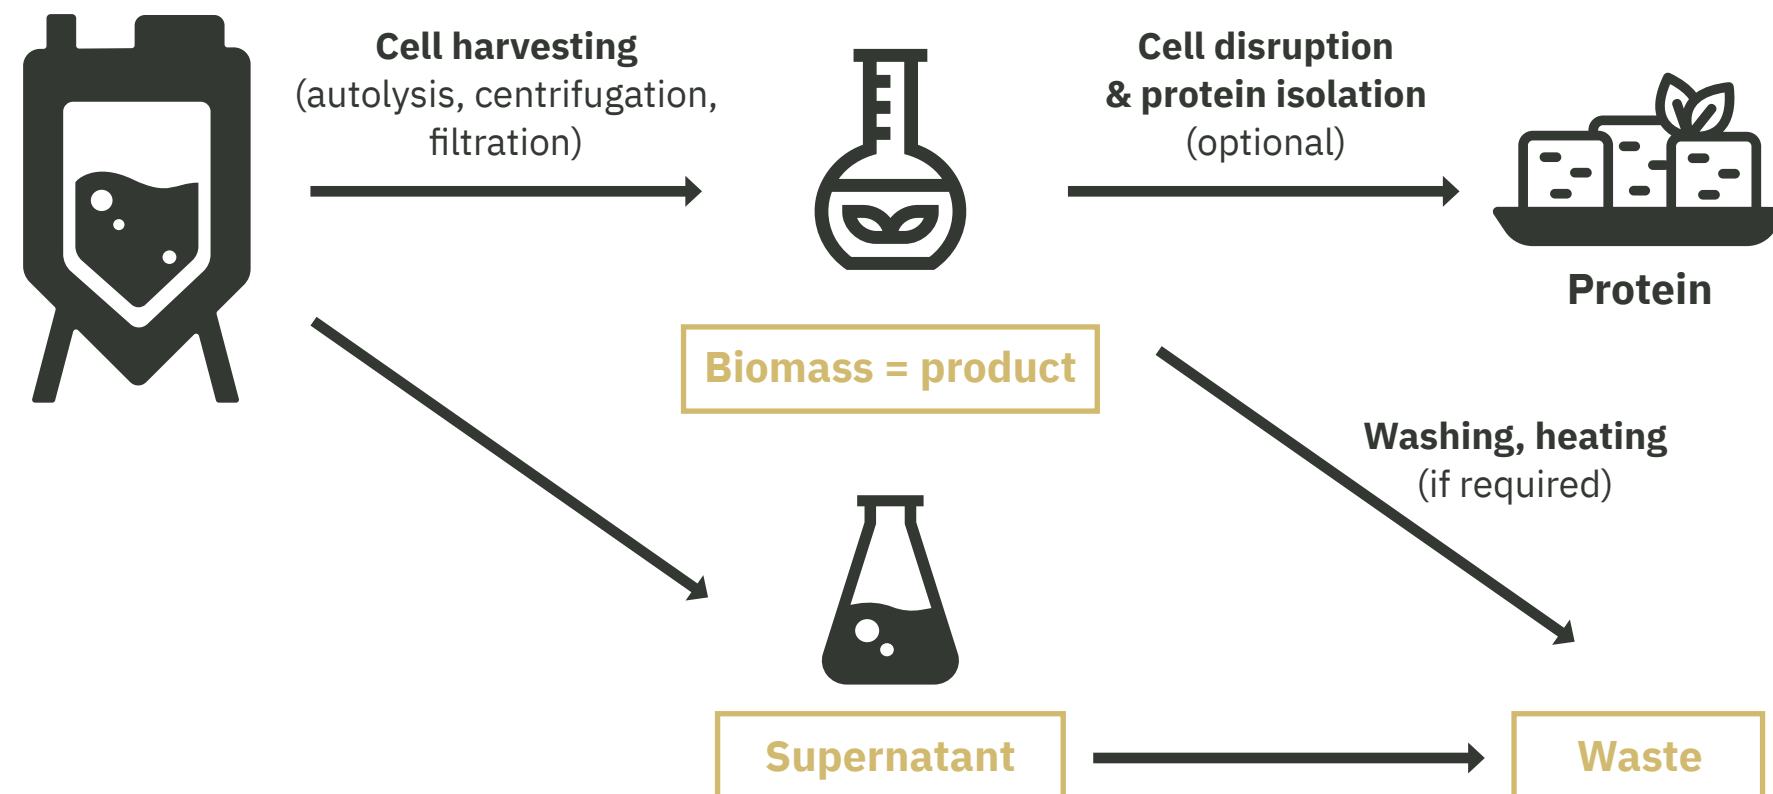 Cell harvesting
(autolysis, centrifugation,
filtration)
Cell disruption
& protein isolation
(optional)
Protein
Biomass = product
Washing, heating
(if required)
Supernatant
Waste